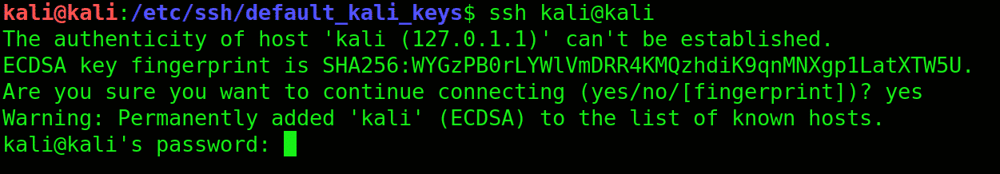 kali@kali:/etc/ssh/default_kali_keys$ ssh kali@kali
The authenticity of host 'kali (127.0.1.1)' can't be established.
ECDSA key fingerprint is SHA256:WYGzPB0rLYWlVmDRR4KMQzhdiK9qnMNXgp1LatXTW5U.
Are you sure you want to continue connecting (yes/no/[fingerprint])? yes
Warning: Permanently added 'kali' (ECDSA) to the list of known hosts.
kali@kali's password: